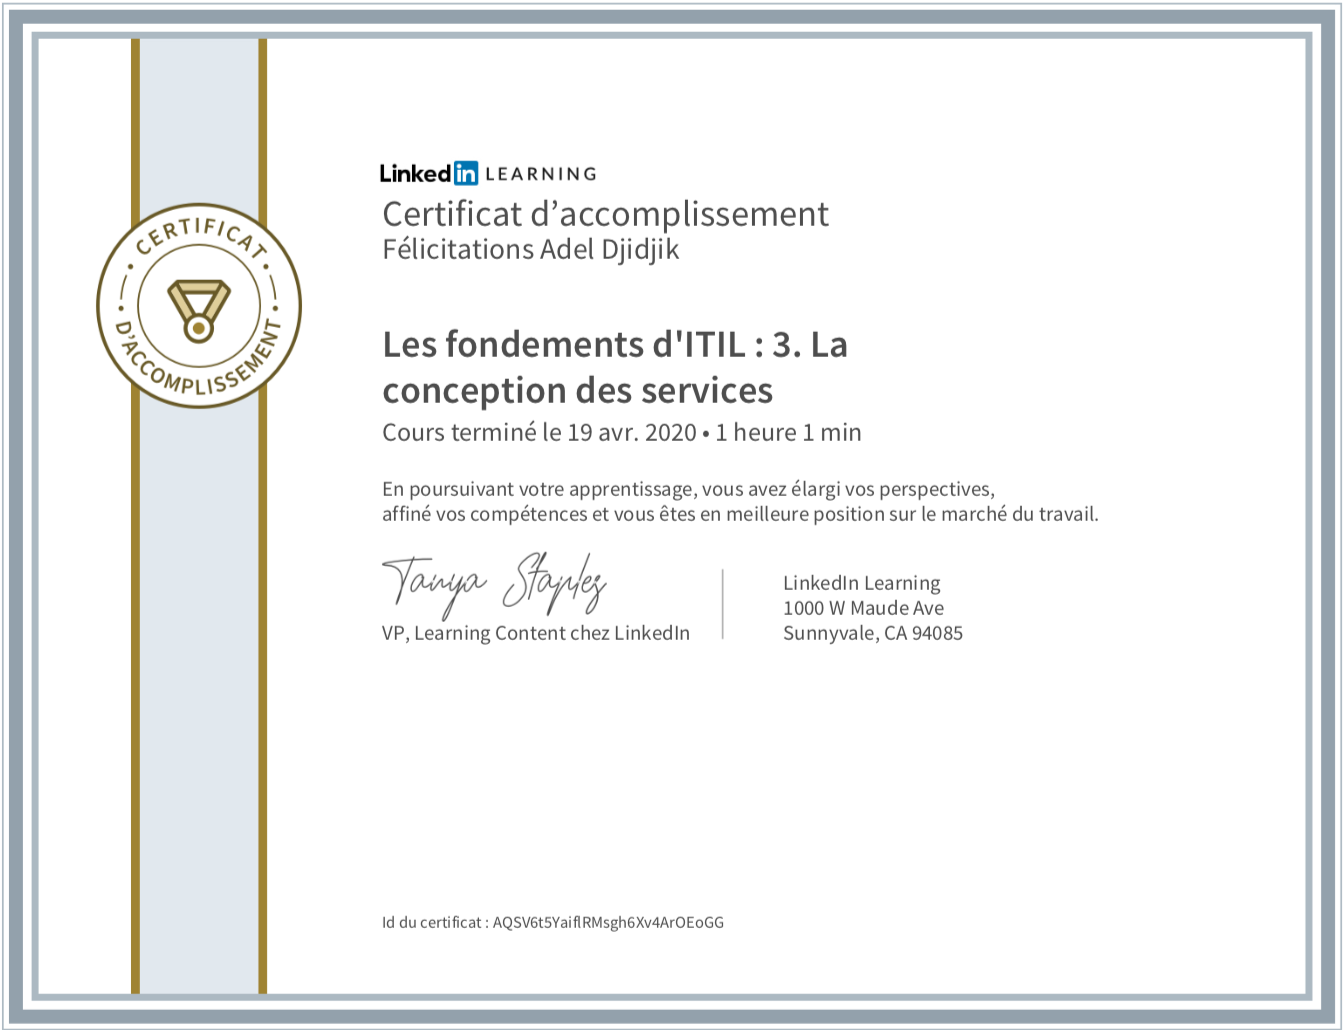 CERTIFICAT
D'ACCOMPLISSEMENT
Linked in LEARNING
Certificat d’accomplissement
Félicitations Adel Djidjik
Les fondements d'ITIL : 3. La
conception des services
Cours terminé le 19 avr. 2020 • 1 heure 1 min
En poursuivant votre apprentissage, vous avez élargi vos perspectives,
affiné vos compétences et vous êtes en meilleure position sur le marché du travail.
Tanya Staples
VP, Learning Content chez LinkedIn
LinkedIn Learning
1000 W Maude Ave
Sunnyvale, CA 94085
Id du certificat : AQSV6t5YaiflRMsgh6Xv4ArOEoGG